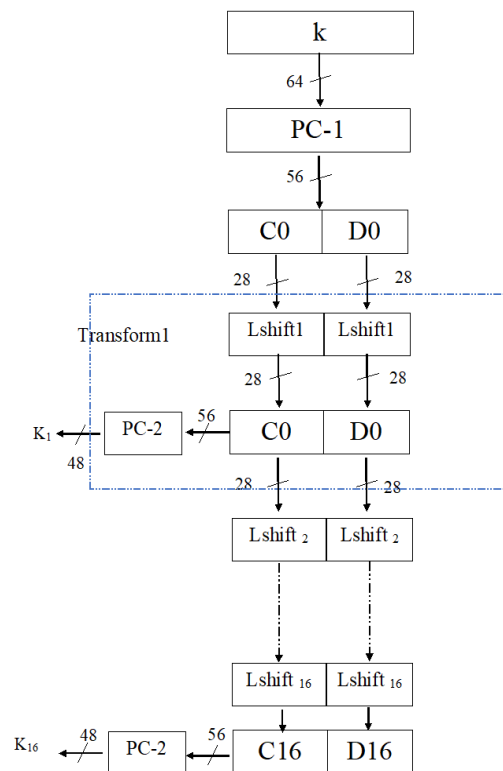 k
64
PC-1
56
C0 D0
28 28
Transform1 Lshift1 Lshift1
28 28
K₁ 48 PC-2 56 C0 D0
28 28
Lshift ₂ Lshift ₂
Lshift ₁₆ Lshift ₁₆
K₁₆ 48 PC-2 56 C16 D16